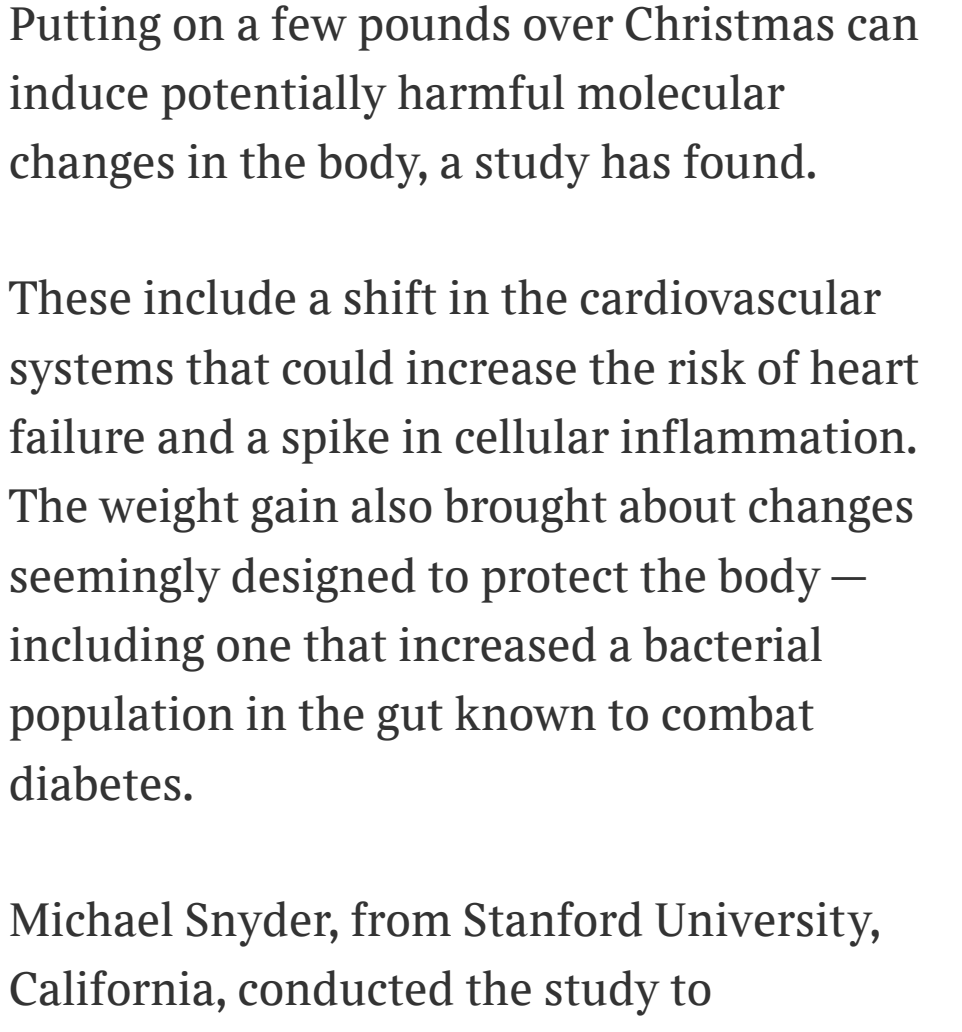 Putting on a few pounds over Christmas can
induce potentially harmful molecular
changes in the body, a study has found.
These include a shift in the cardiovascular
systems that could increase the risk of heart
failure and a spike in cellular inflammation.
The weight gain also brought about changes
seemingly designed to protect the body —
including one that increased a bacterial
population in the gut known to combat
diabetes.
Michael Snyder, from Stanford University,
California, conducted the study to